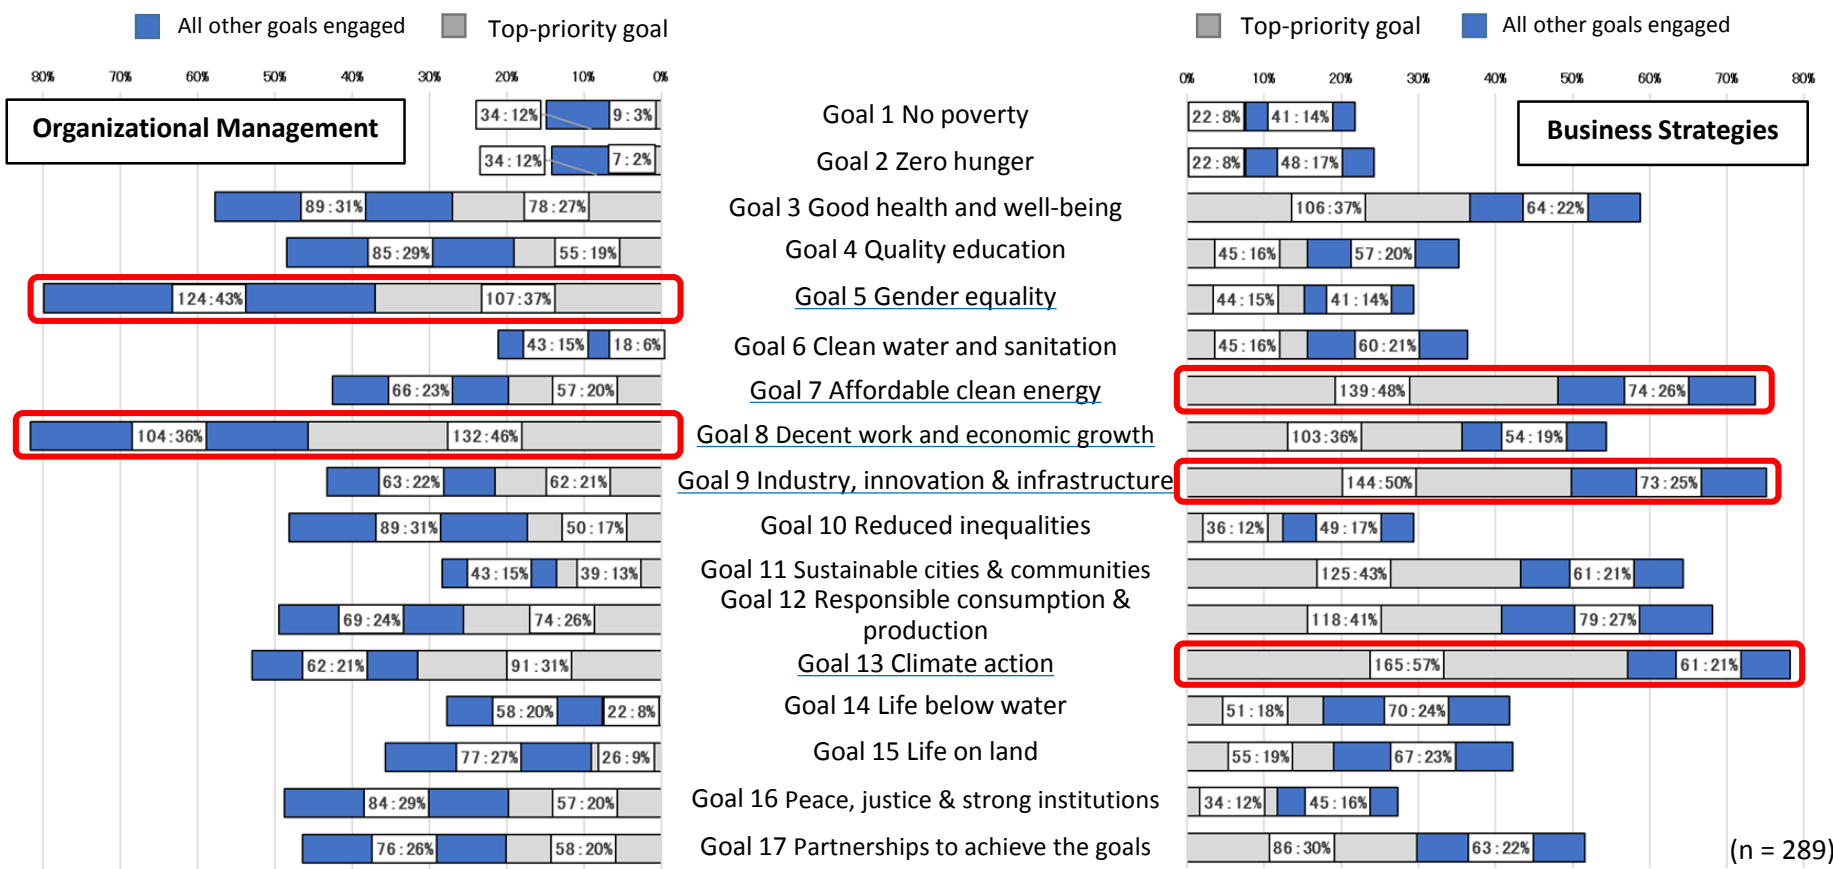 All other goals engaged Top-priority goal
Top-priority goal All other goals engaged
80% 70% 60% 50% 40% 30% 20% 10% 0%
0% 10% 20% 30% 40% 50% 60% 70% 80%
Organizational Management
Business Strategies
34:12% 9:3% Goal 1 No poverty 22:8% 41:14%
34:12% 7:2% Goal 2 Zero hunger 22:8% 48:17%
89:31% 78:27% Goal 3 Good health and well-being 106:37% 64:22%
85:29% 55:19% Goal 4 Quality education 45:16% 57:20%
124:43% 107:37% Goal 5 Gender equality 44:15% 41:14%
43:15% 18:6% Goal 6 Clean water and sanitation 45:16% 60:21%
66:23% 57:20% Goal 7 Affordable clean energy 139:48% 74:26%
104:36% 132:46% Goal 8 Decent work and economic growth 103:36% 54:19%
63:22% 62:21% Goal 9 Industry, innovation & infrastructure 144:50% 73:25%
89:31% 50:17% Goal 10 Reduced inequalities 36:12% 49:17%
43:15% 39:13% Goal 11 Sustainable cities & communities 125:43% 61:21%
Goal 12 Responsible consumption &
69:24% 74:26% production 118:41% 79:27%
62:21% 91:31% Goal 13 Climate action 165:57% 61:21%
58:20% 22:8% Goal 14 Life below water 51:18% 70:24%
77:27% 26:9% Goal 15 Life on land 55:19% 67:23%
84:29% 57:20% Goal 16 Peace, justice & strong institutions 34:12% 45:16%
76:26% 58:20% Goal 17 Partnerships to achieve the goals 86:30% 63:22%
(n = 289)